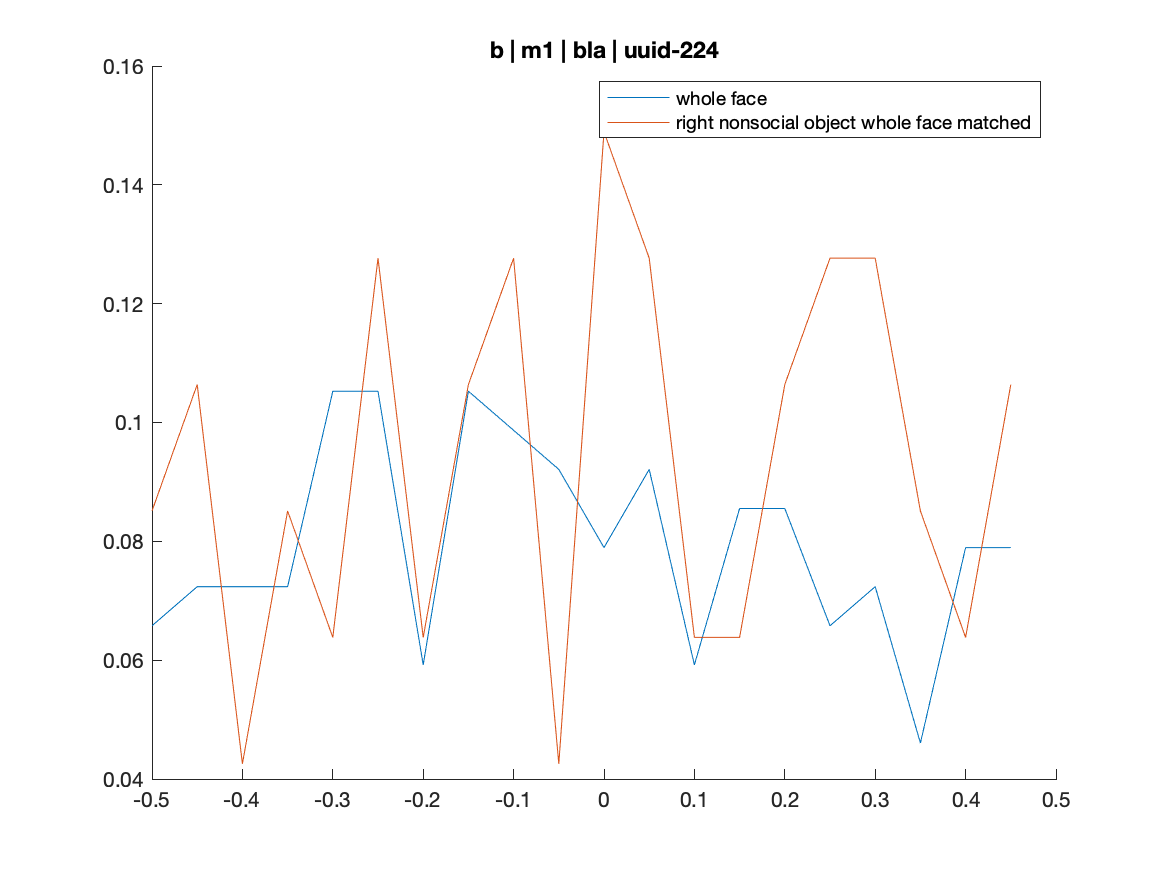 b | m1 | bla | uuid-224
0.16
whole face
right nonsocial object whole face matched
0.14
0.12
0.1
0.08
0.06
0.04
-0.5 -0.4 -0.3 -0.2 -0.1 0 0.1 0.2 0.3 0.4 0.5